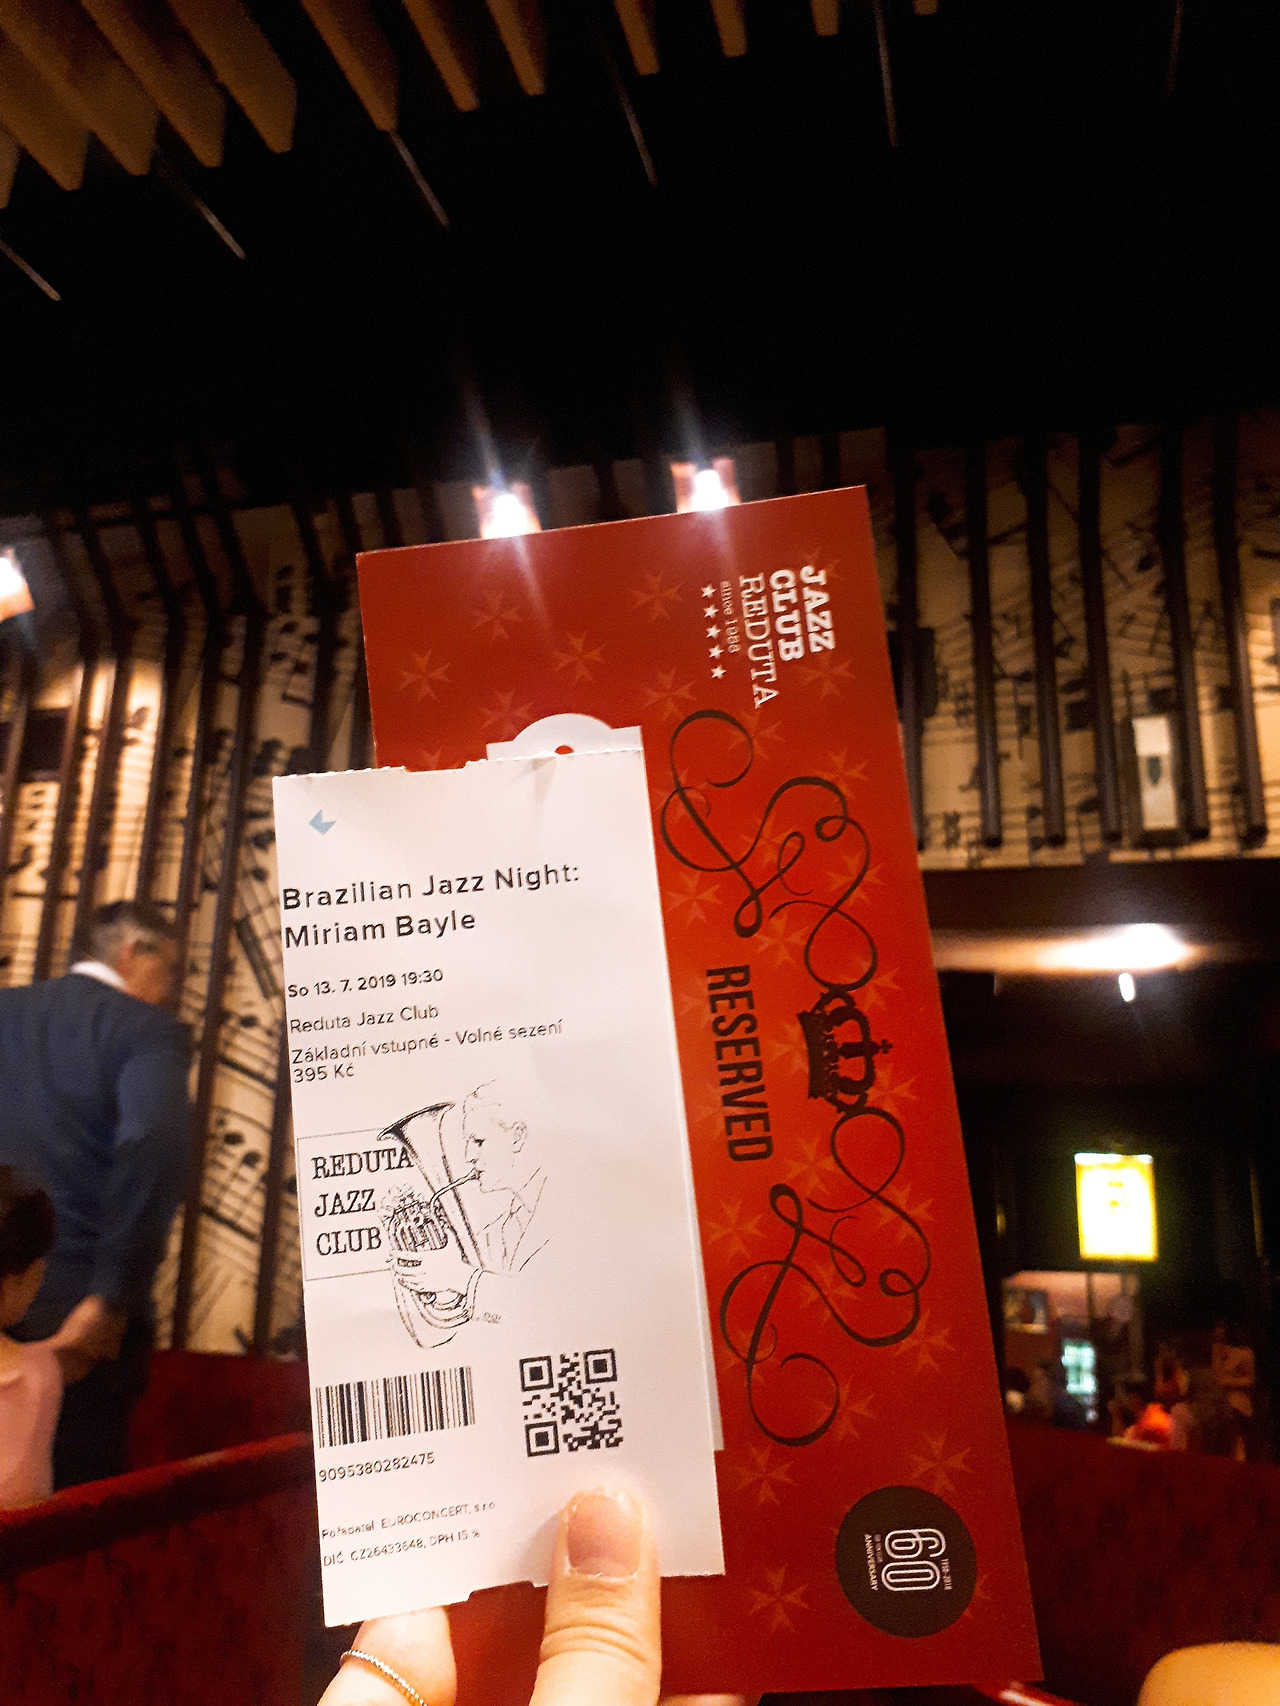 Brazilian Jazz Night:
Miriam Bayle
So 13. 7. 2019 19:30
Reduta Jazz Club
Základní vstupné - Volné sezení
395 Kč
REDUTA
JAZZ
CLUB
9095380282475
Pořadatel EUROCONCERT, s r o
DIČ CZ26433648, DPH 15 %
JAZZ
CLUB
REDUTA
since 1958
RESERVED
60
ANNIVERSARY